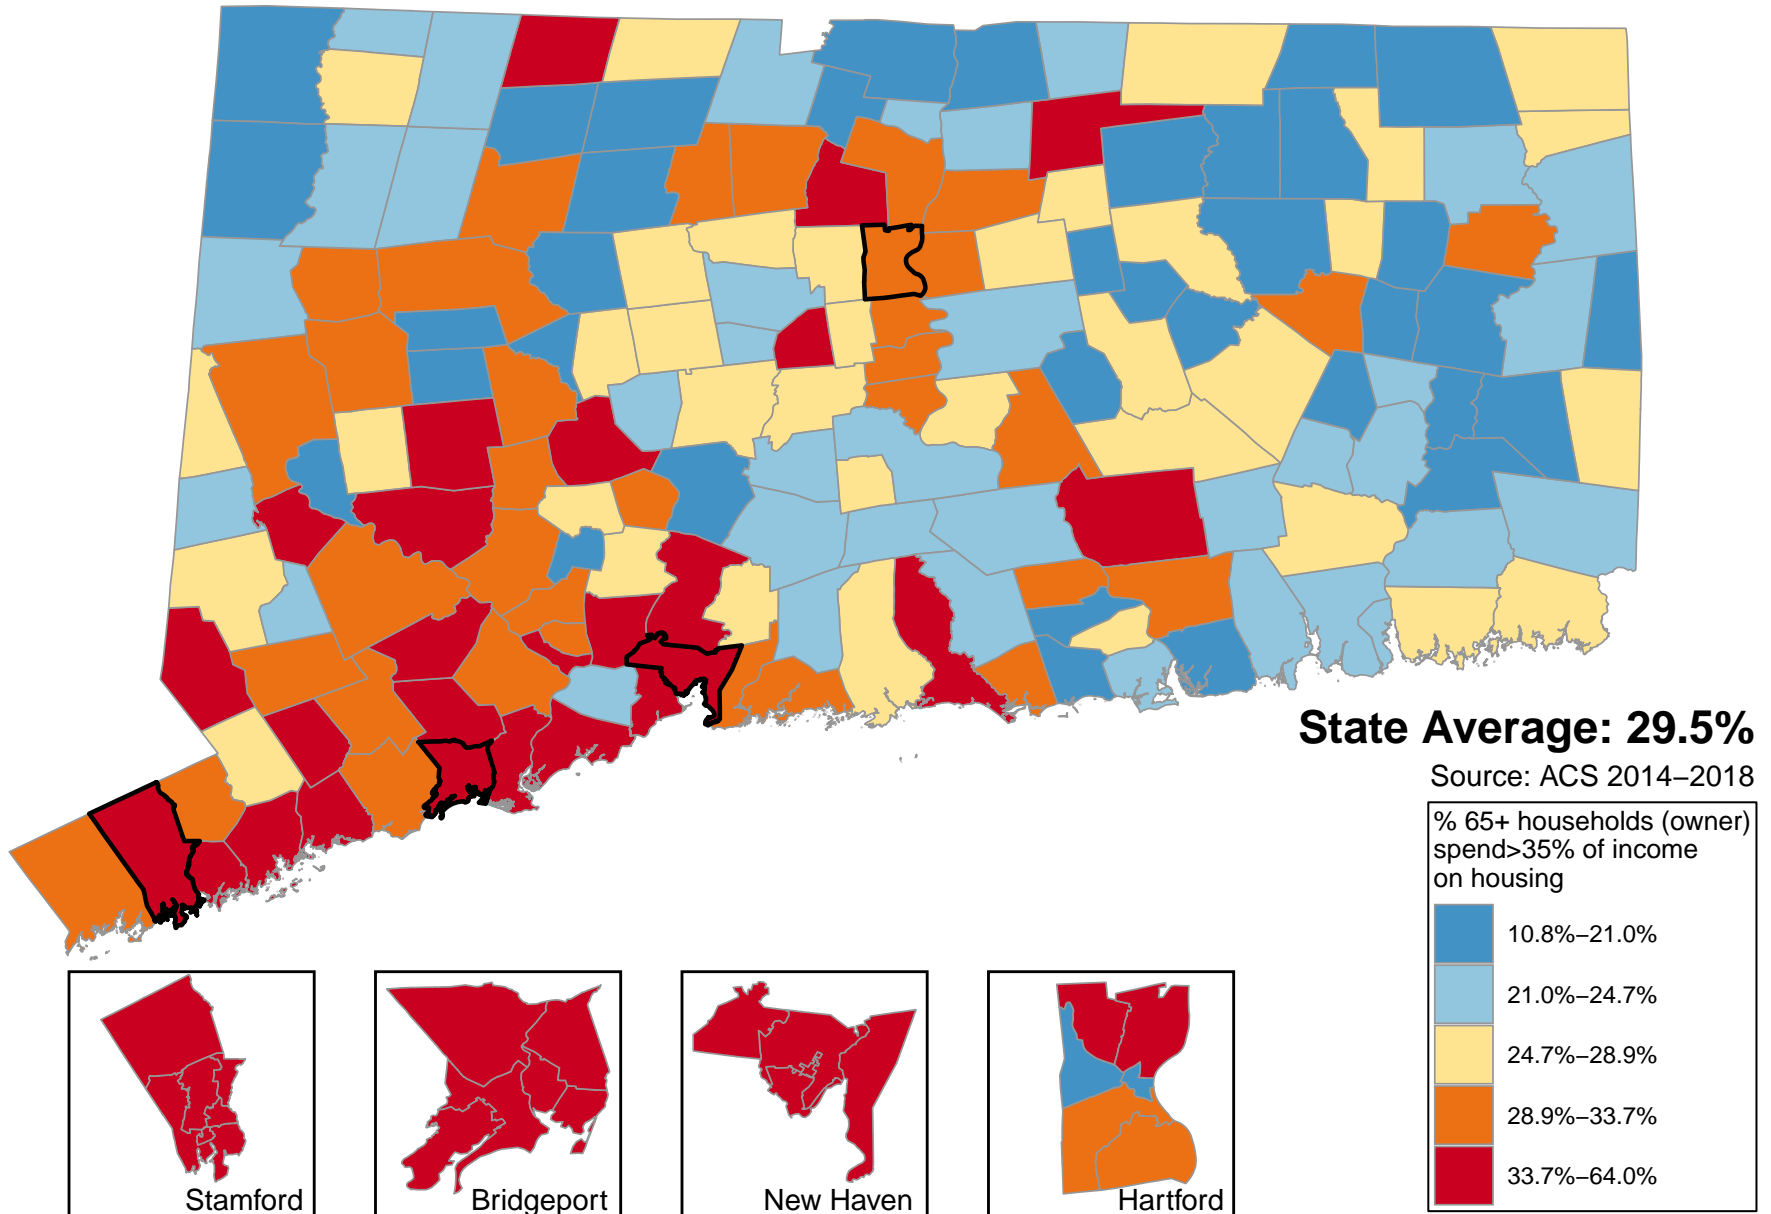 State Average: 29.5%
Source: ACS 2014–2018
% 65+ households (owner)
spend>35% of income
on housing
10.8%–21.0%
21.0%–24.7%
24.7%–28.9%
28.9%–33.7%
33.7%–64.0%
Stamford
Bridgeport
New Haven
Hartford